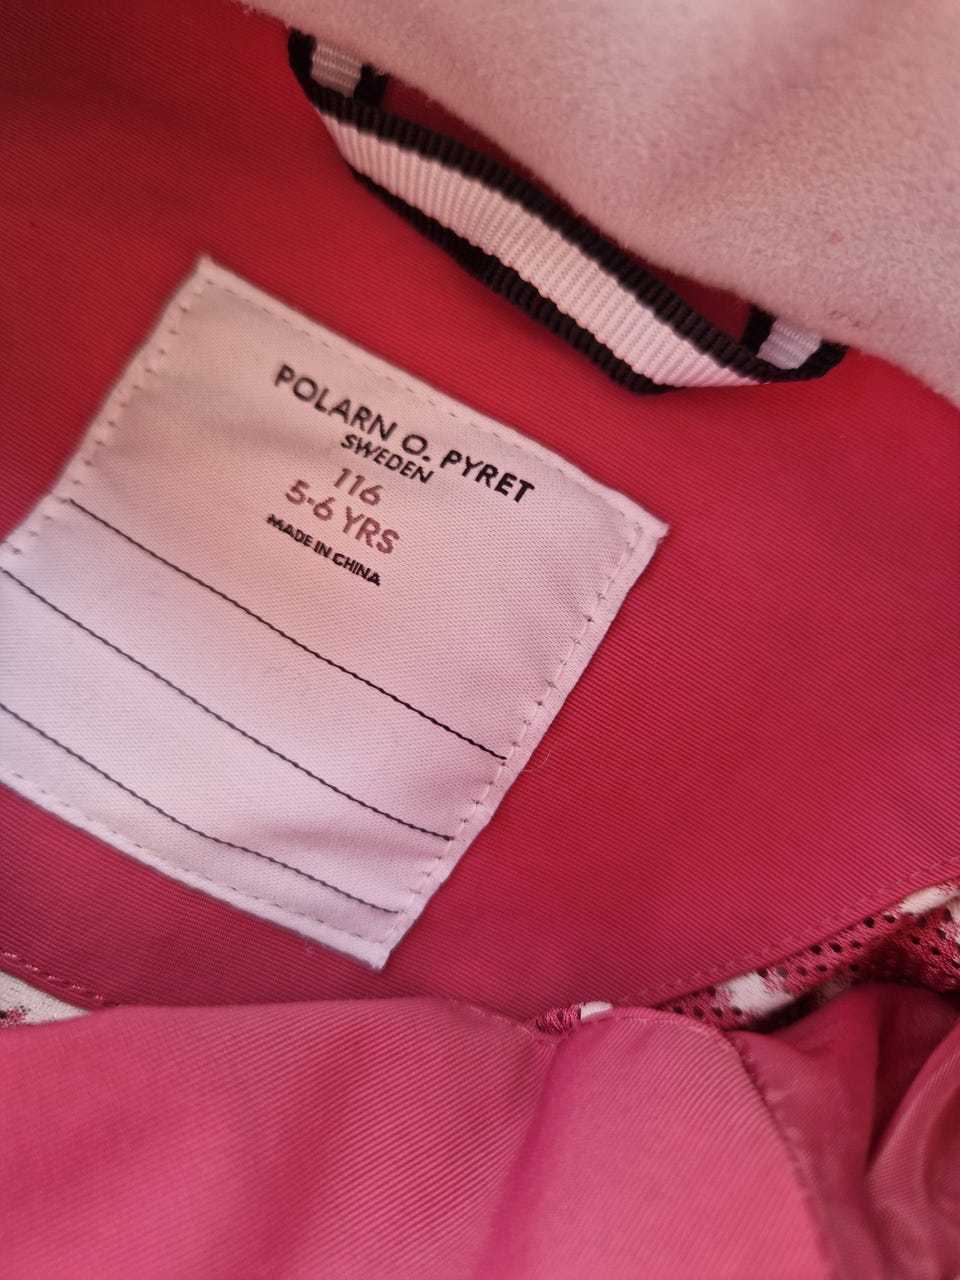 POLARN O. PYRET
SWEDEN
116
5-6 YRS
MADE IN CHINA